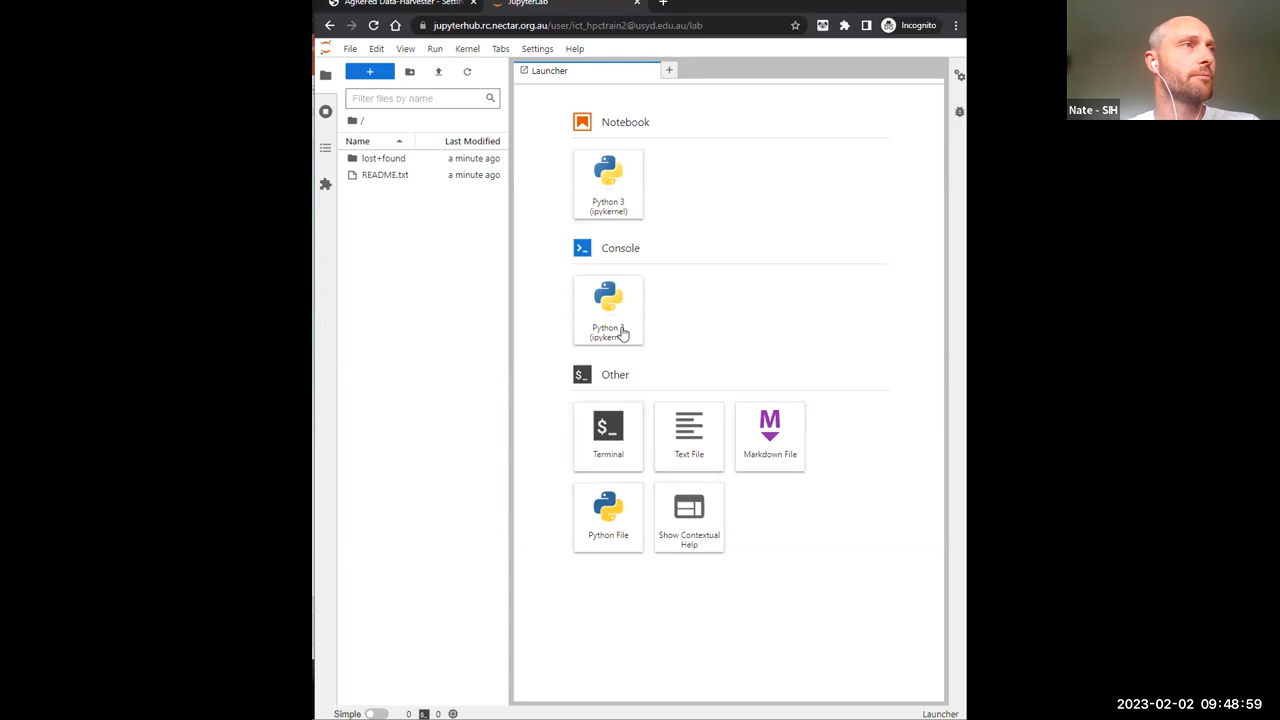 AgReFed Data-Harvester - Settin
JupyterLab
jupyterhub.rc.nectar.org.au/user/ict_hpctrain2@usyd.edu.au/lab
Incognito
File Edit View Run Kernel Tabs Settings Help
Filter files by name
/
Name Last Modified
lost+found a minute ago
README.txt a minute ago
Launcher
Notebook
Python 3
(ipykernel)
Console
Python 3
(ipykernel)
Other
$_
Terminal
Text File
M
Markdown File
Python File
Show Contextual
Help
Simple 0 0
Launcher
Nate - SIH
2023-02-02 09:48:59